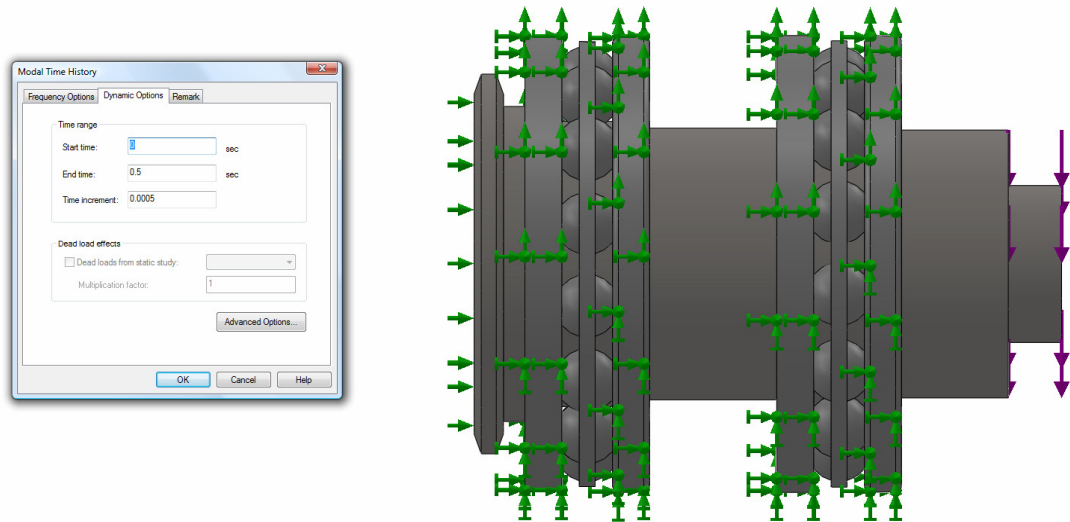 Modal Time History
Frequency Options Dynamic Options Remark
Time range
Start time: 0 sec
End time: 0.5 sec
Time increment: 0.0005
Dead load effects
Dead loads from static study:
Multiplication factor: 1
Advanced Options...
OK Cancel Help